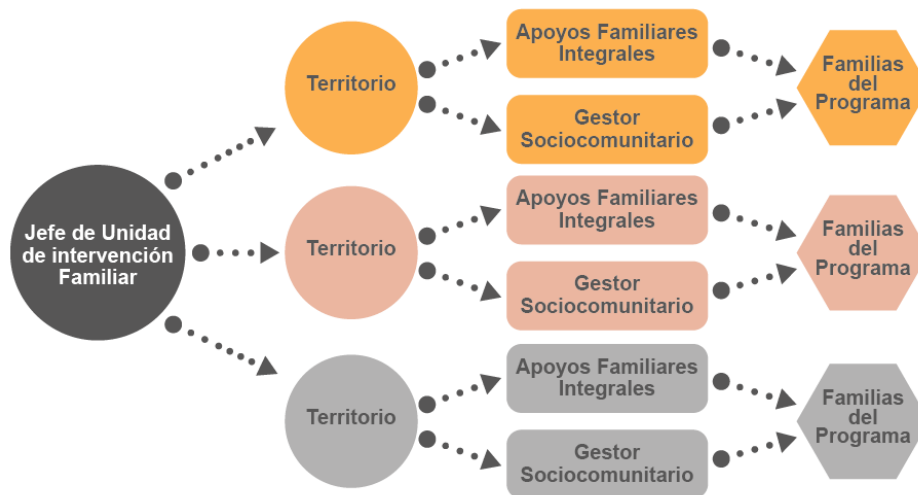 Jefe de Unidad
de intervención
Familiar
Territorio
Apoyos Familiares
Integrales
Gestor
Sociocomunitario
Familias
del
Programa
Territorio
Apoyos Familiares
Integrales
Gestor
Sociocomunitario
Familias
del
Programa
Territorio
Apoyos Familiares
Integrales
Gestor
Sociocomunitario
Familias
del
Programa